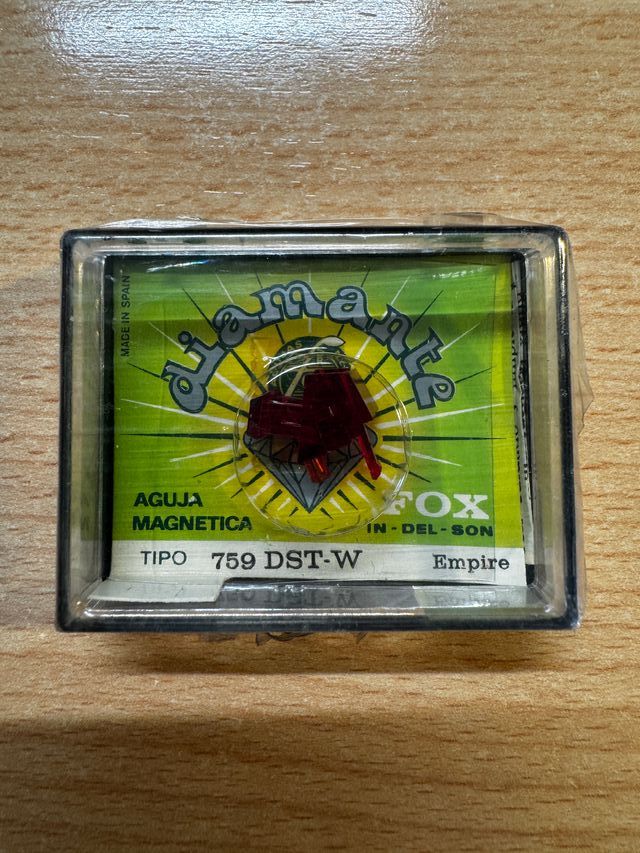 MADE IN SPAIN
diamante
AGUJA
MAGNETICA
FOX
IN-DEL-SON
TIPO 759 DST-W Empire